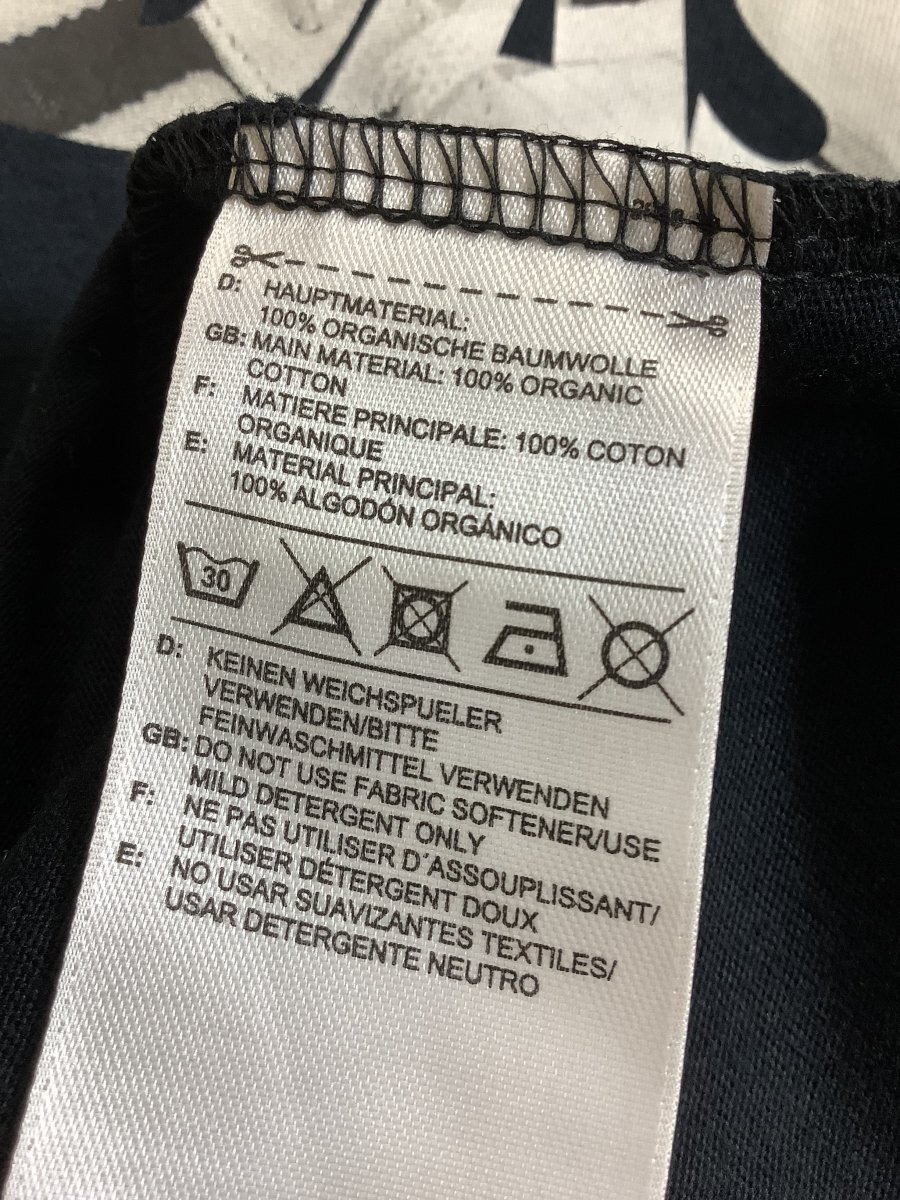 D: HAUPTMATERIAL:
100% ORGANISCHE BAUMWOLLE
GB: MAIN MATERIAL: 100% ORGANIC
COTTON
F: MATIERE PRINCIPALE: 100% COTON
ORGANIQUE
E: MATERIAL PRINCIPAL:
100% ALGODÓN ORGÁNICO
30
D: KEINEN WEICHSPUELER
VERWENDEN/BITTE
FEINWASCHMITTEL VERWENDEN
GB: DO NOT USE FABRIC SOFTENER/USE
MILD DETERGENT ONLY
F: NE PAS UTILISER D´ASSOUPLISSANT/
UTILISER DÉTERGENT DOUX
E: NO USAR SUAVIZANTES TEXTILES/
USAR DETERGENTE NEUTRO